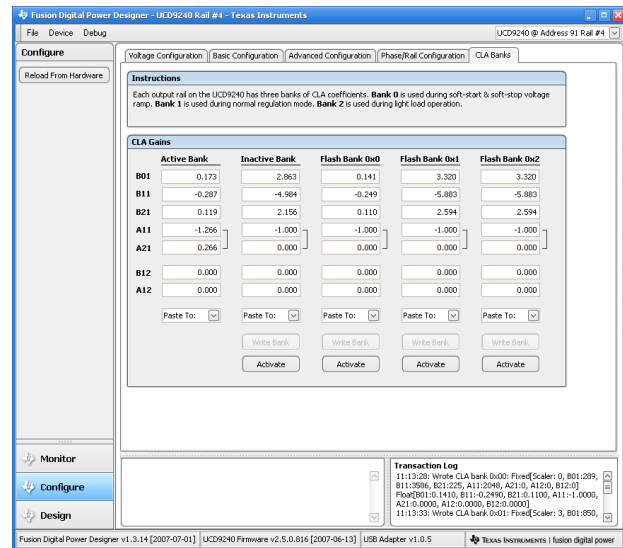 Fusion Digital Power Designer - UCD9240 Rail #4 - Texas Instruments
File Device Debug
UCD9240 @ Address 91 Rail #4
Configure
Reload From Hardware
Voltage Configuration Basic Configuration Advanced Configuration Phase/Rail Configuration CLA Banks
Instructions
Each output rail on the UCD9240 has three banks of CLA coefficients. Bank 0 is used during soft-start & soft-stop voltage
ramp. Bank 1 is used during normal regulation mode. Bank 2 is used during light load operation.
CLA Gains
Active Bank Inactive Bank Flash Bank 0x0 Flash Bank 0x1 Flash Bank 0x2
B01 0.173 2.863 0.141 3.320 3.320
B11 -0.287 -4.984 -0.249 -5.883 -5.883
B21 0.119 2.156 0.110 2.594 2.594
A11 -1.266 -1.000 -1.000 -1.000 -1.000
A21 0.266 0.000 0.000 0.000 0.000
B12 0.000 0.000 0.000 0.000 0.000
A12 0.000 0.000 0.000 0.000 0.000
Paste To: Paste To: Paste To: Paste To: Paste To:
Write Bank Write Bank Write Bank Write Bank
Activate Activate Activate Activate
Monitor
Configure
Design
Transaction Log
11:13:28: Wrote CLA bank 0x00: Fixed[Scaler: 0, B01:289,
B11:3586, B21:225, A11:2048, A21:0, A12:0, B12:0]
Float[B01:0.1410, B11:-0.2490, B21:0.1100, A11:-1.0000,
A21:0.0000, A12:0.0000, B12:0.0000]
11:13:33: Wrote CLA bank 0x01: Fixed[Scaler: 3, B01:850,
Fusion Digital Power Designer v1.3.14 [2007-07-01] UCD9240 Firmware v2.5.0.816 [2007-06-13] USB Adapter v1.0.5 TEXAS INSTRUMENTS | fusion digital power